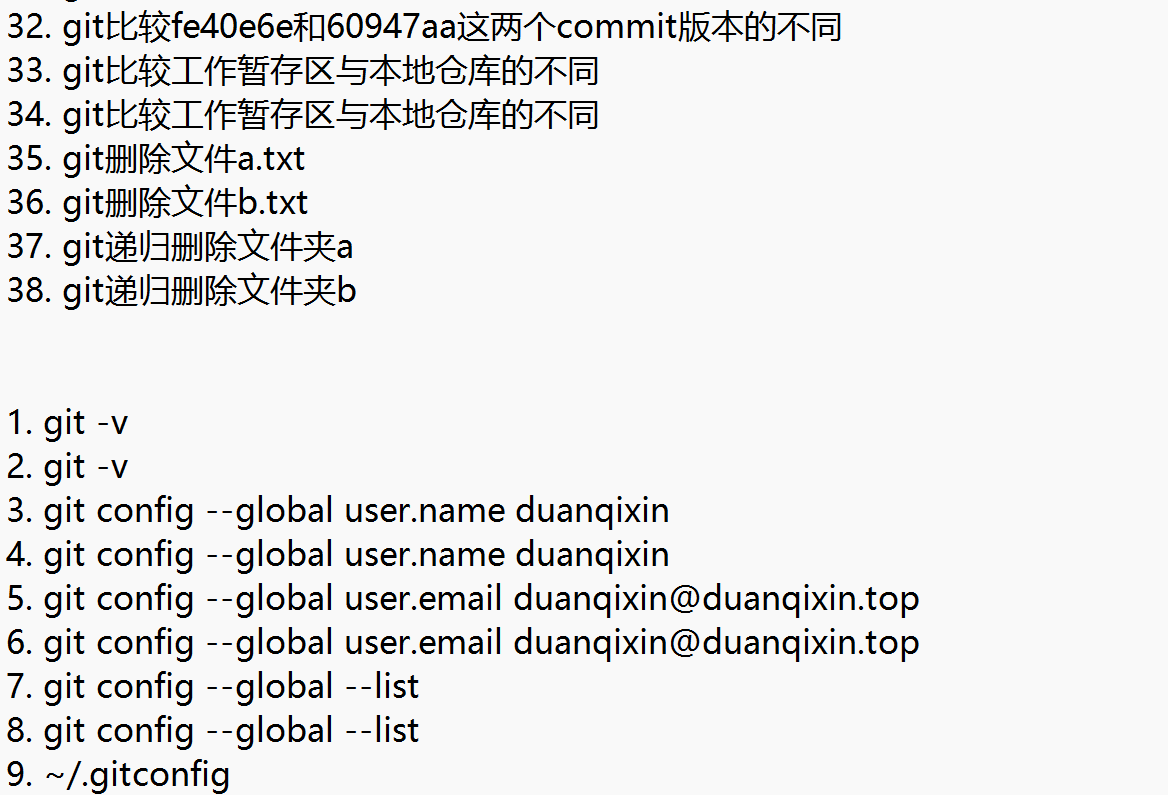 32. git比较fe40e6e和60947aa这两个commit版本的不同
33. git比较工作暂存区与本地仓库的不同
34. git比较工作暂存区与本地仓库的不同
35. git删除文件a.txt
36. git删除文件b.txt
37. git递归删除文件夹a
38. git递归删除文件夹b
1. git -v
2. git -v
3. git config --global user.name duanqixin
4. git config --global user.name duanqixin
5. git config --global user.email duanqixin@duanqixin.top
6. git config --global user.email duanqixin@duanqixin.top
7. git config --global --list
8. git config --global --list
9. ~/.gitconfig